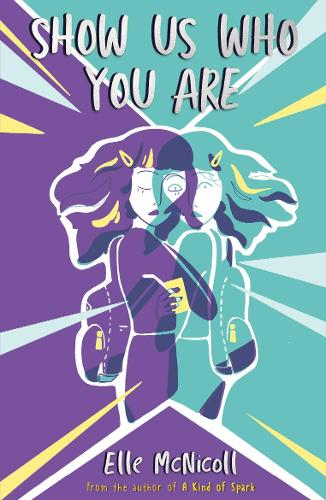 SHOW US WHO
YOU ARE
Elle McNicoll
from the author of A Kind of Spark